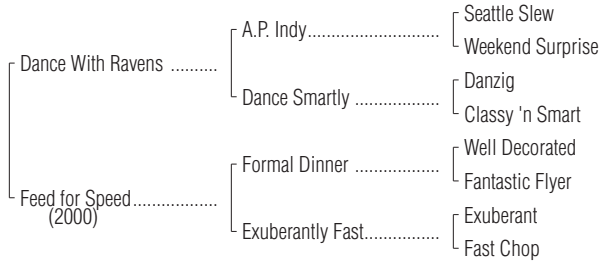 Seattle Slew
A.P. Indy
Weekend Surprise
Dance With Ravens
Danzig
Dance Smartly
Classy 'n Smart
Well Decorated
Formal Dinner
Fantastic Flyer
Feed for Speed
(2000)
Exuberant
Exuberantly Fast
Fast Chop